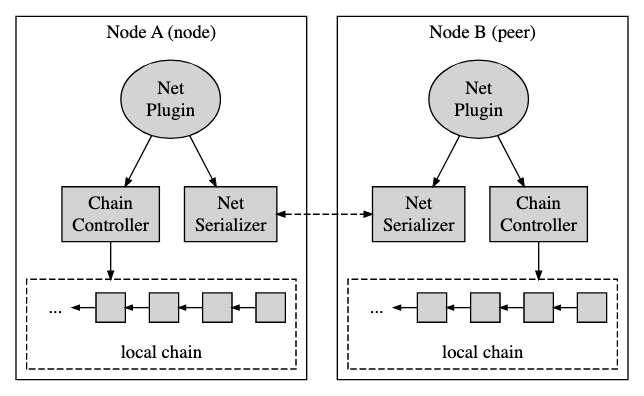 Node A (node)
Net
Plugin
Chain
Controller
Net
Serializer
...
local chain
Node B (peer)
Net
Plugin
Net
Serializer
Chain
Controller
...
local chain